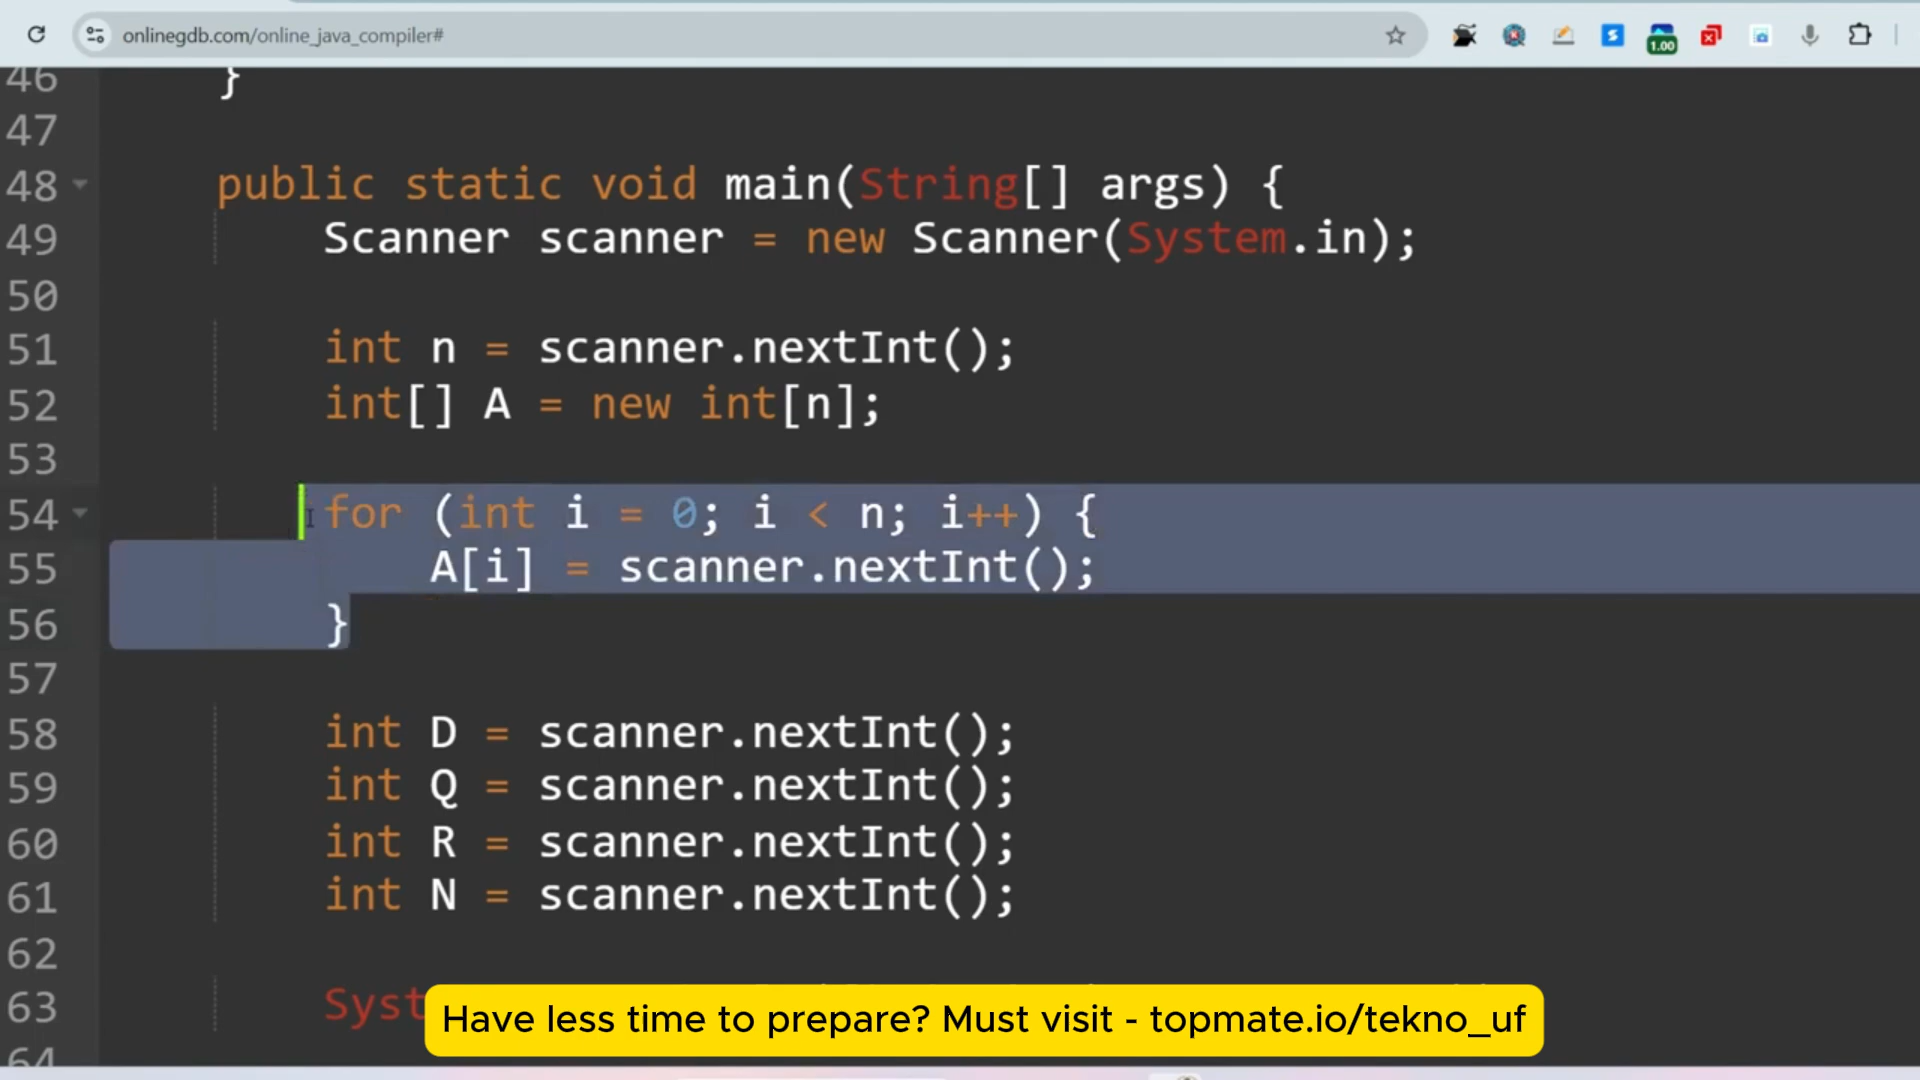 onlinegdb.com/online_java_compiler#
1.00
46 }
47
48 public static void main(String[] args) {
49 Scanner scanner = new Scanner(System.in);
50
51 int n = scanner.nextInt();
52 int[] A = new int[n];
53
54 for (int i = 0; i < n; i++) {
55 A[i] = scanner.nextInt();
56 }
57
58 int D = scanner.nextInt();
59 int Q = scanner.nextInt();
60 int R = scanner.nextInt();
61 int N = scanner.nextInt();
62
63 Syst
64
Have less time to prepare? Must visit - topmate.io/tekno_uf